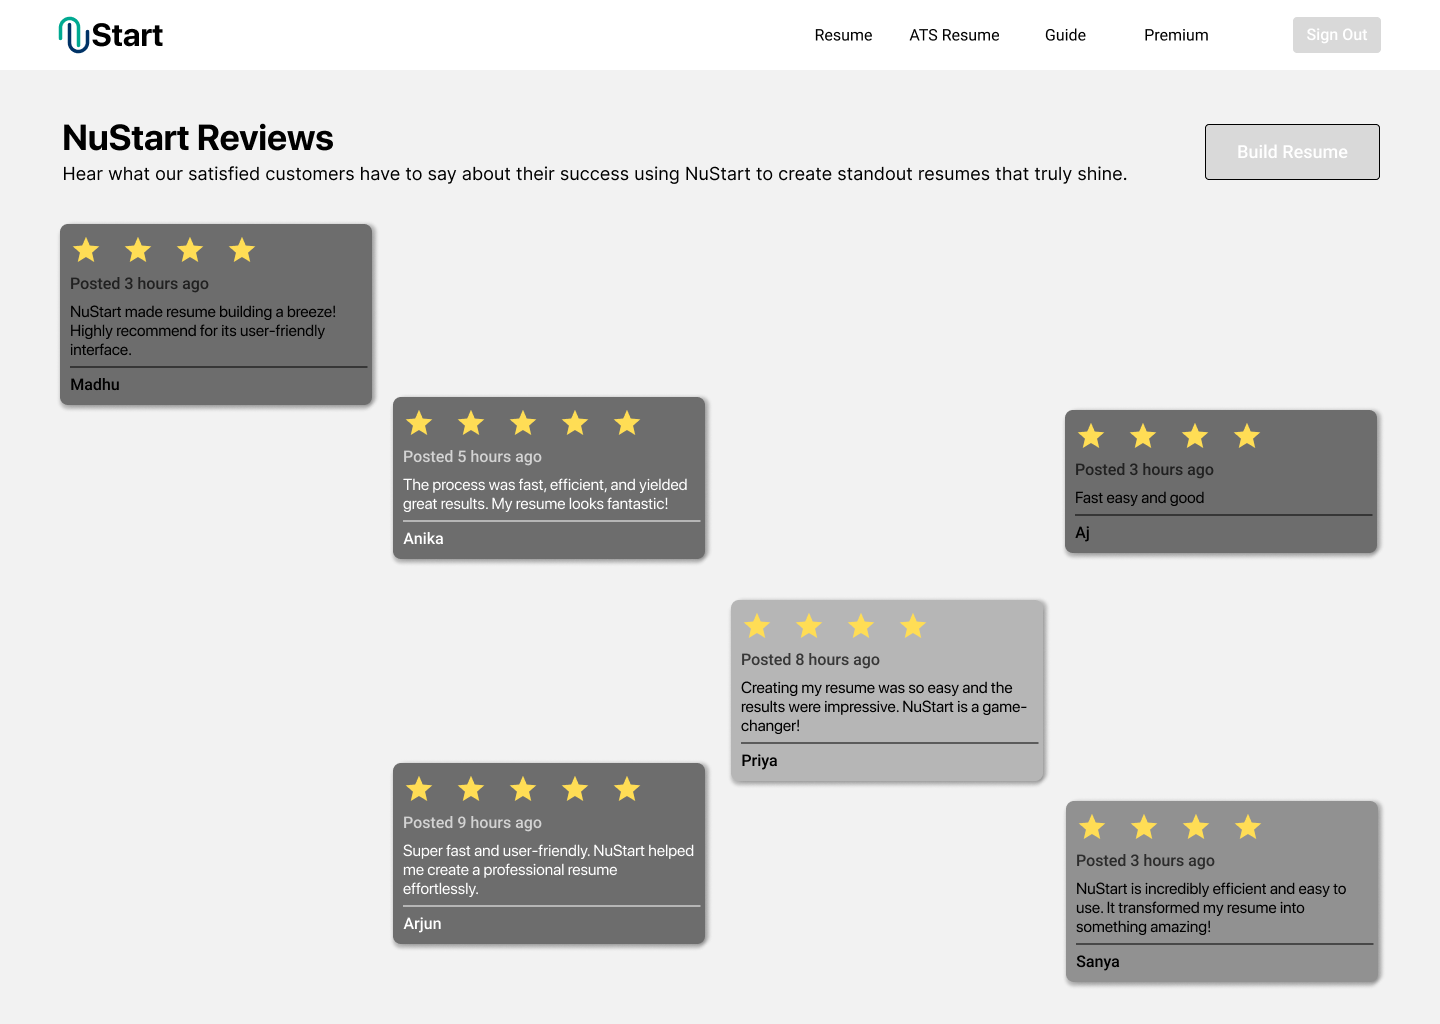 NuStart
Resume
ATS Resume
Guide
Premium
Sign Out
NuStart Reviews
Hear what our satisfied customers have to say about their success using NuStart to create standout resumes that truly shine.
Build Resume
Posted 3 hours ago
NuStart made resume building a breeze!
Highly recommend for its user-friendly
interface.
Madhu
Posted 5 hours ago
The process was fast, efficient, and yielded
great results. My resume looks fantastic!
Anika
Posted 3 hours ago
Fast easy and good
Aj
Posted 8 hours ago
Creating my resume was so easy and the
results were impressive. NuStart is a game-
changer!
Priya
Posted 9 hours ago
Super fast and user-friendly. NuStart helped
me create a professional resume
effortlessly.
Arjun
Posted 3 hours ago
NuStart is incredibly efficient and easy to
use. It transformed my resume into
something amazing!
Sanya